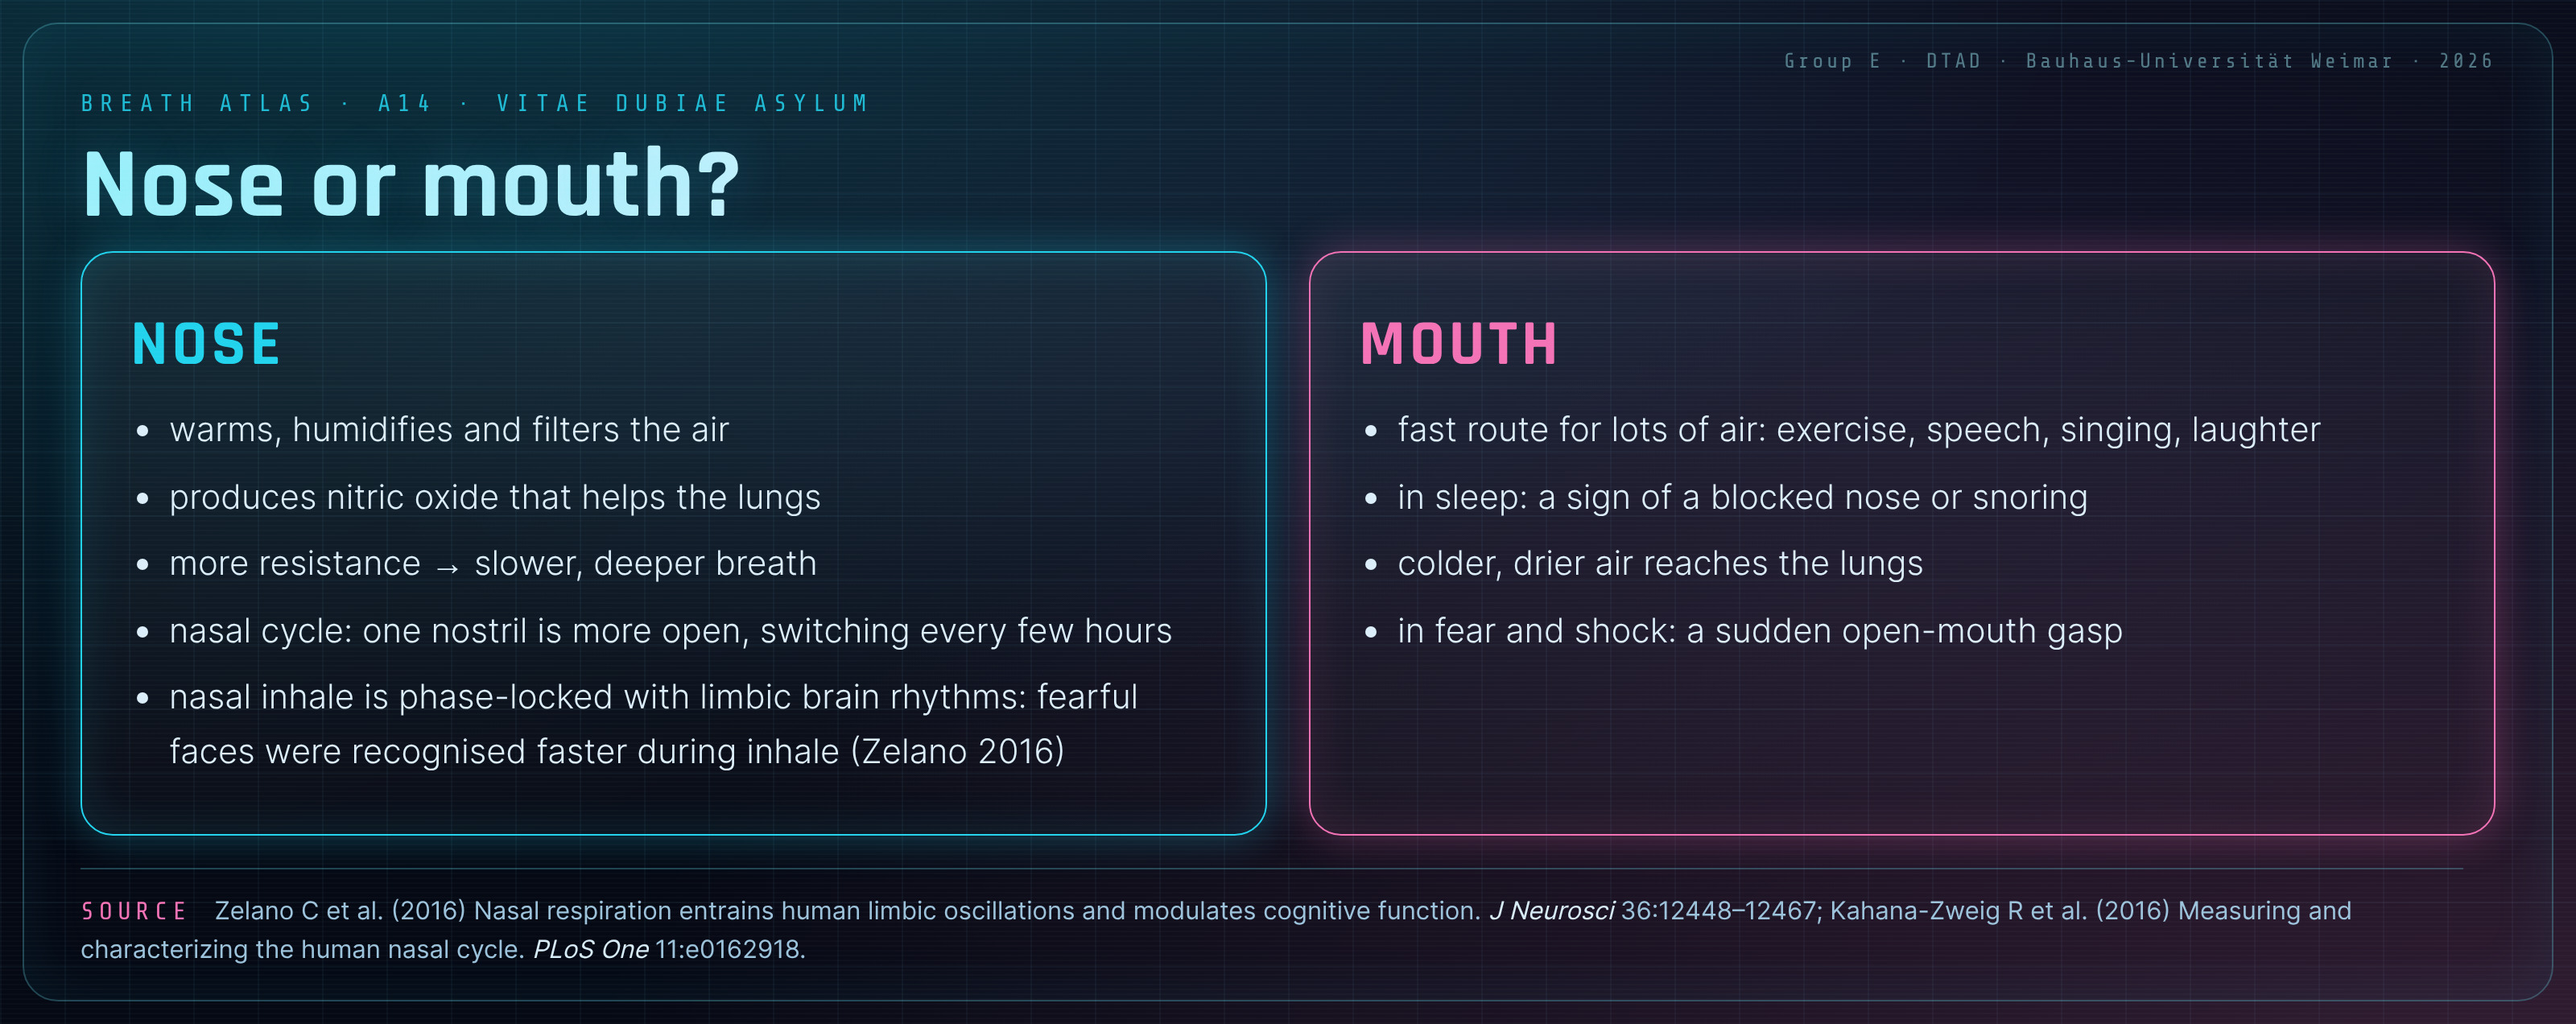 Group E · DTAD · Bauhaus-Universität Weimar · 2026
BREATH ATLAS · A14 · VITAE DUBIAE ASYLUM
Nose or mouth?
NOSE
• warms, humidifies and filters the air
• produces nitric oxide that helps the lungs
• more resistance → slower, deeper breath
• nasal cycle: one nostril is more open, switching every few hours
• nasal inhale is phase-locked with limbic brain rhythms: fearful
faces were recognised faster during inhale (Zelano 2016)
MOUTH
• fast route for lots of air: exercise, speech, singing, laughter
• in sleep: a sign of a blocked nose or snoring
• colder, drier air reaches the lungs
• in fear and shock: a sudden open-mouth gasp
SOURCE Zelano C et al. (2016) Nasal respiration entrains human limbic oscillations and modulates cognitive function. J Neurosci 36:12448–12467; Kahana-Zweig R et al. (2016) Measuring and
characterizing the human nasal cycle. PLoS One 11:e0162918.